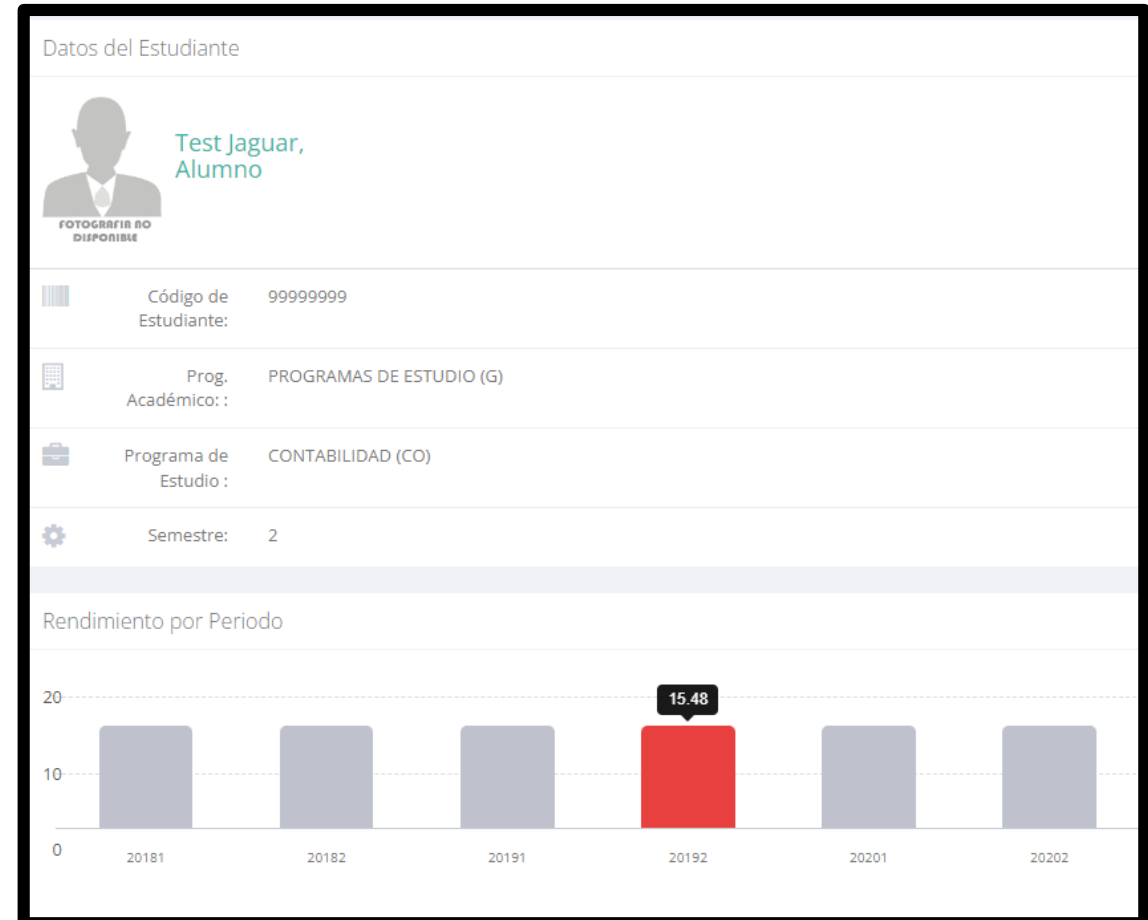 Datos del Estudiante
Test Jaguar,
Alumno
FOTOGRAFIA NO
DISPONIBLE
Código de 99999999
Estudiante:
Prog. PROGRAMAS DE ESTUDIO (G)
Académico: :
Programa de CONTABILIDAD (CO)
Estudio :
Semestre: 2
Rendimiento por Periodo
20
15.48
10
0
20181 20182 20191 20192 20201 20202